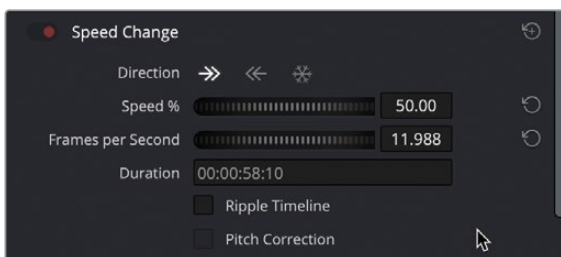 Speed Change
Direction
Speed % 50.00
Frames per Second 11.988
Duration 00:00:58:10
Ripple Timeline
Pitch Correction